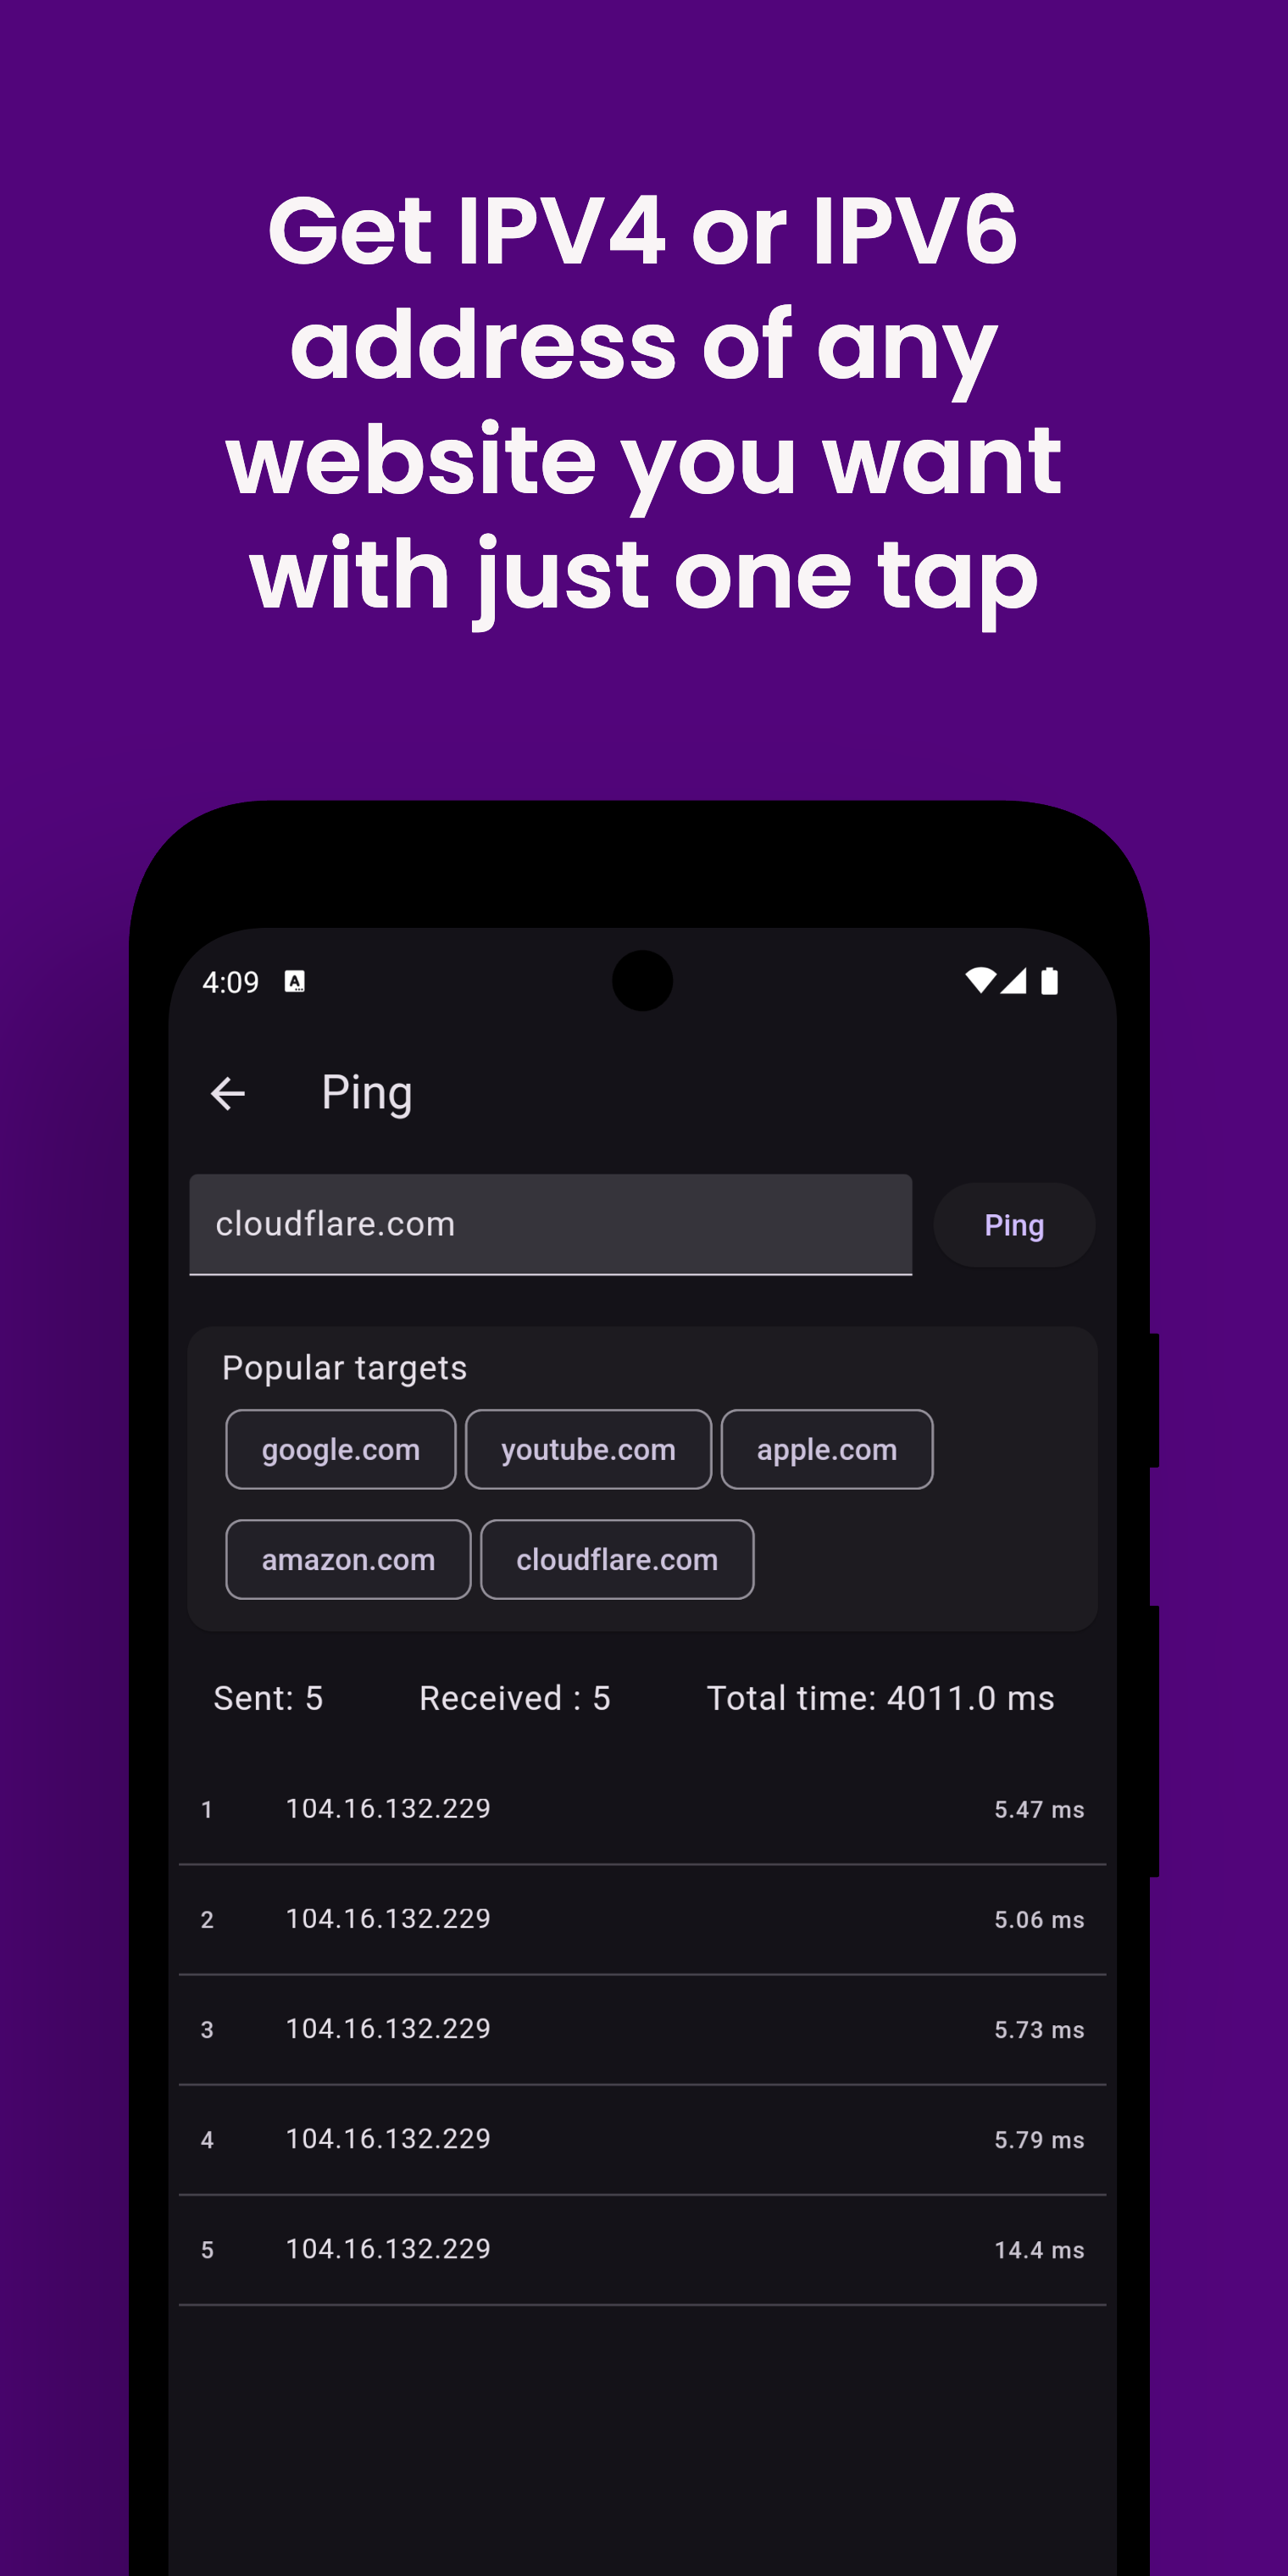 Get IPV4 or IPV6
address of any
website you want
with just one tap
4:09
Ping
cloudflare.com
Ping
Popular targets
google.com youtube.com apple.com
amazon.com cloudflare.com
Sent: 5 Received : 5 Total time: 4011.0 ms
1 104.16.132.229 5.47 ms
2 104.16.132.229 5.06 ms
3 104.16.132.229 5.73 ms
4 104.16.132.229 5.79 ms
5 104.16.132.229 14.4 ms